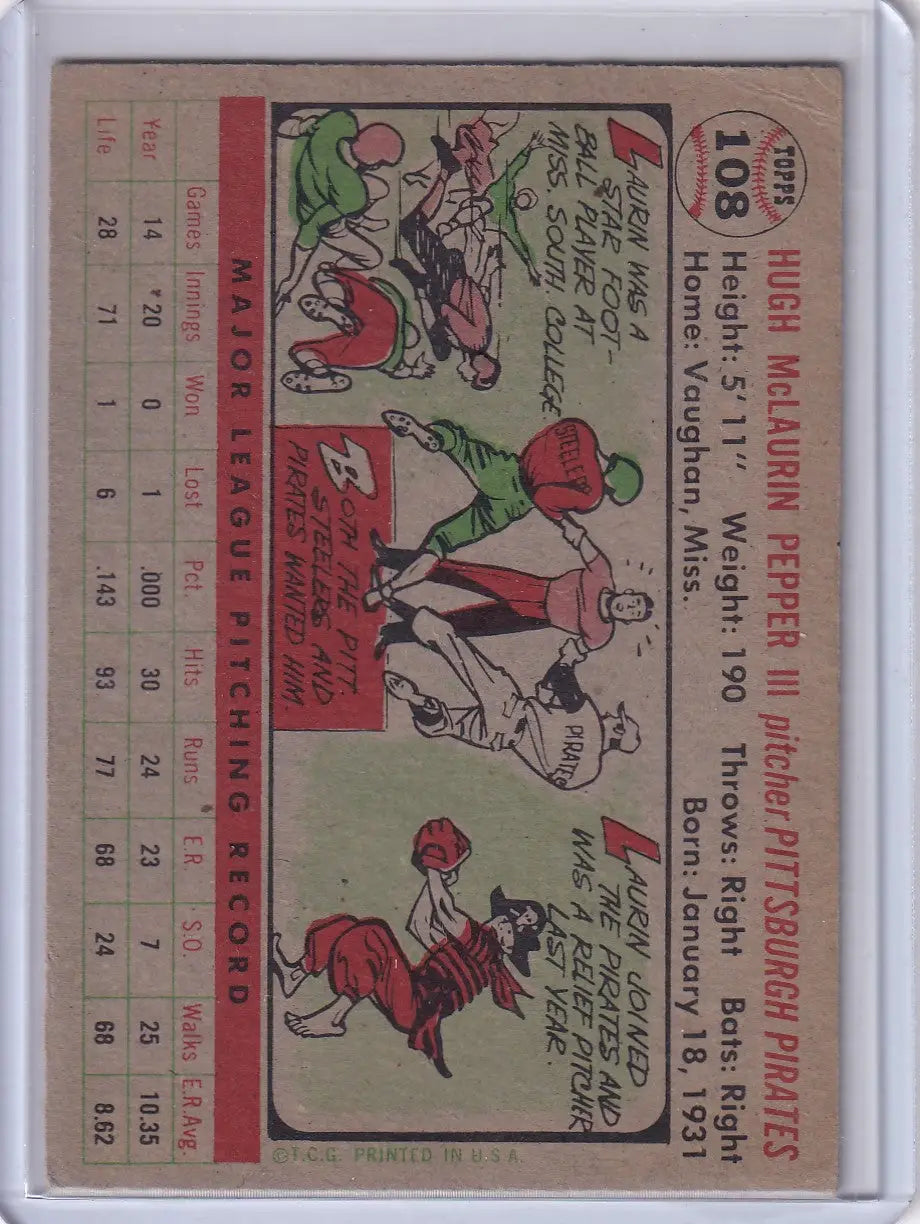 TOPPS
108
HUGH McLAURIN PEPPER III pitcher PITTSBURGH PIRATES
Height: 5' 11" Weight: 190 Throws: Right Bats: Right
Home: Vaughan, Miss. Born: January 18, 1931
LAURIN WAS A
STAR FOOT-
BALL PLAYER AT
MISS. SOUTH. COLLEGE
STEELER
PIRATES
BOTH THE PITT.
STEELERS AND
PIRATES WANTED HIM.
LAURIN JOINED
THE PIRATES AND
WAS A RELIEF PITCHER
LAST YEAR.
©T.C.G. PRINTED IN U.S.A.
MAJOR LEAGUE PITCHING RECORD
Games Innings Won Lost Pct. Hits Runs E.R. S.O. Walks E.R.Avg.
Year 14 *20 0 1 .000 30 24 23 7 25 10.35
Life 28 71 1 6 .143 93 77 68 24 68 8.62